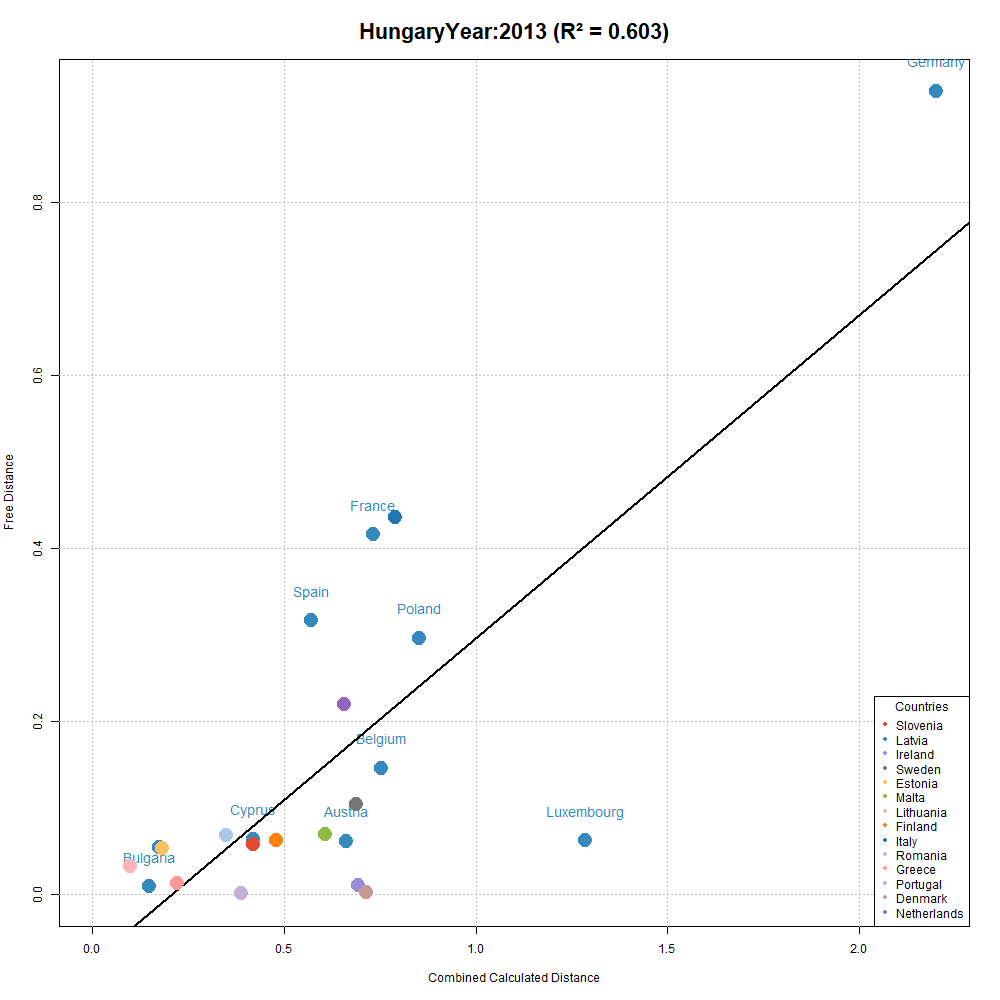 HungaryYear:2013 (R² = 0.603)
Germany
France
Spain
Poland
Belgium
Cyprus
Austria
Luxembourg
Bulgaria
Countries
Slovenia
Latvia
Ireland
Sweden
Estonia
Malta
Lithuania
Finland
Italy
Romania
Greece
Portugal
Denmark
Netherlands
Free Distance
0.8
0.6
0.4
0.2
0.0
0.0 0.5 1.0 1.5 2.0
Combined Calculated Distance